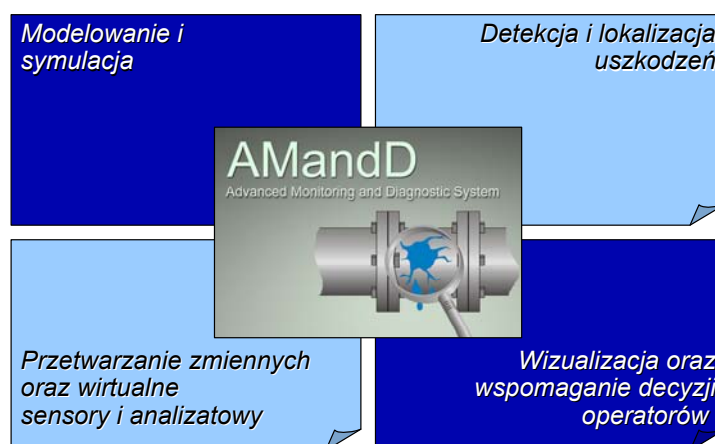 Modelowanie i
symulacja
Detekcja i lokalizacja
uszkodzeń
AMandD
Advanced Monitoring and Diagnostic System
Przetwarzanie zmiennych
oraz wirtualne
sensory i analizatowy
Wizualizacja oraz
wspomaganie decyzji
operatorów